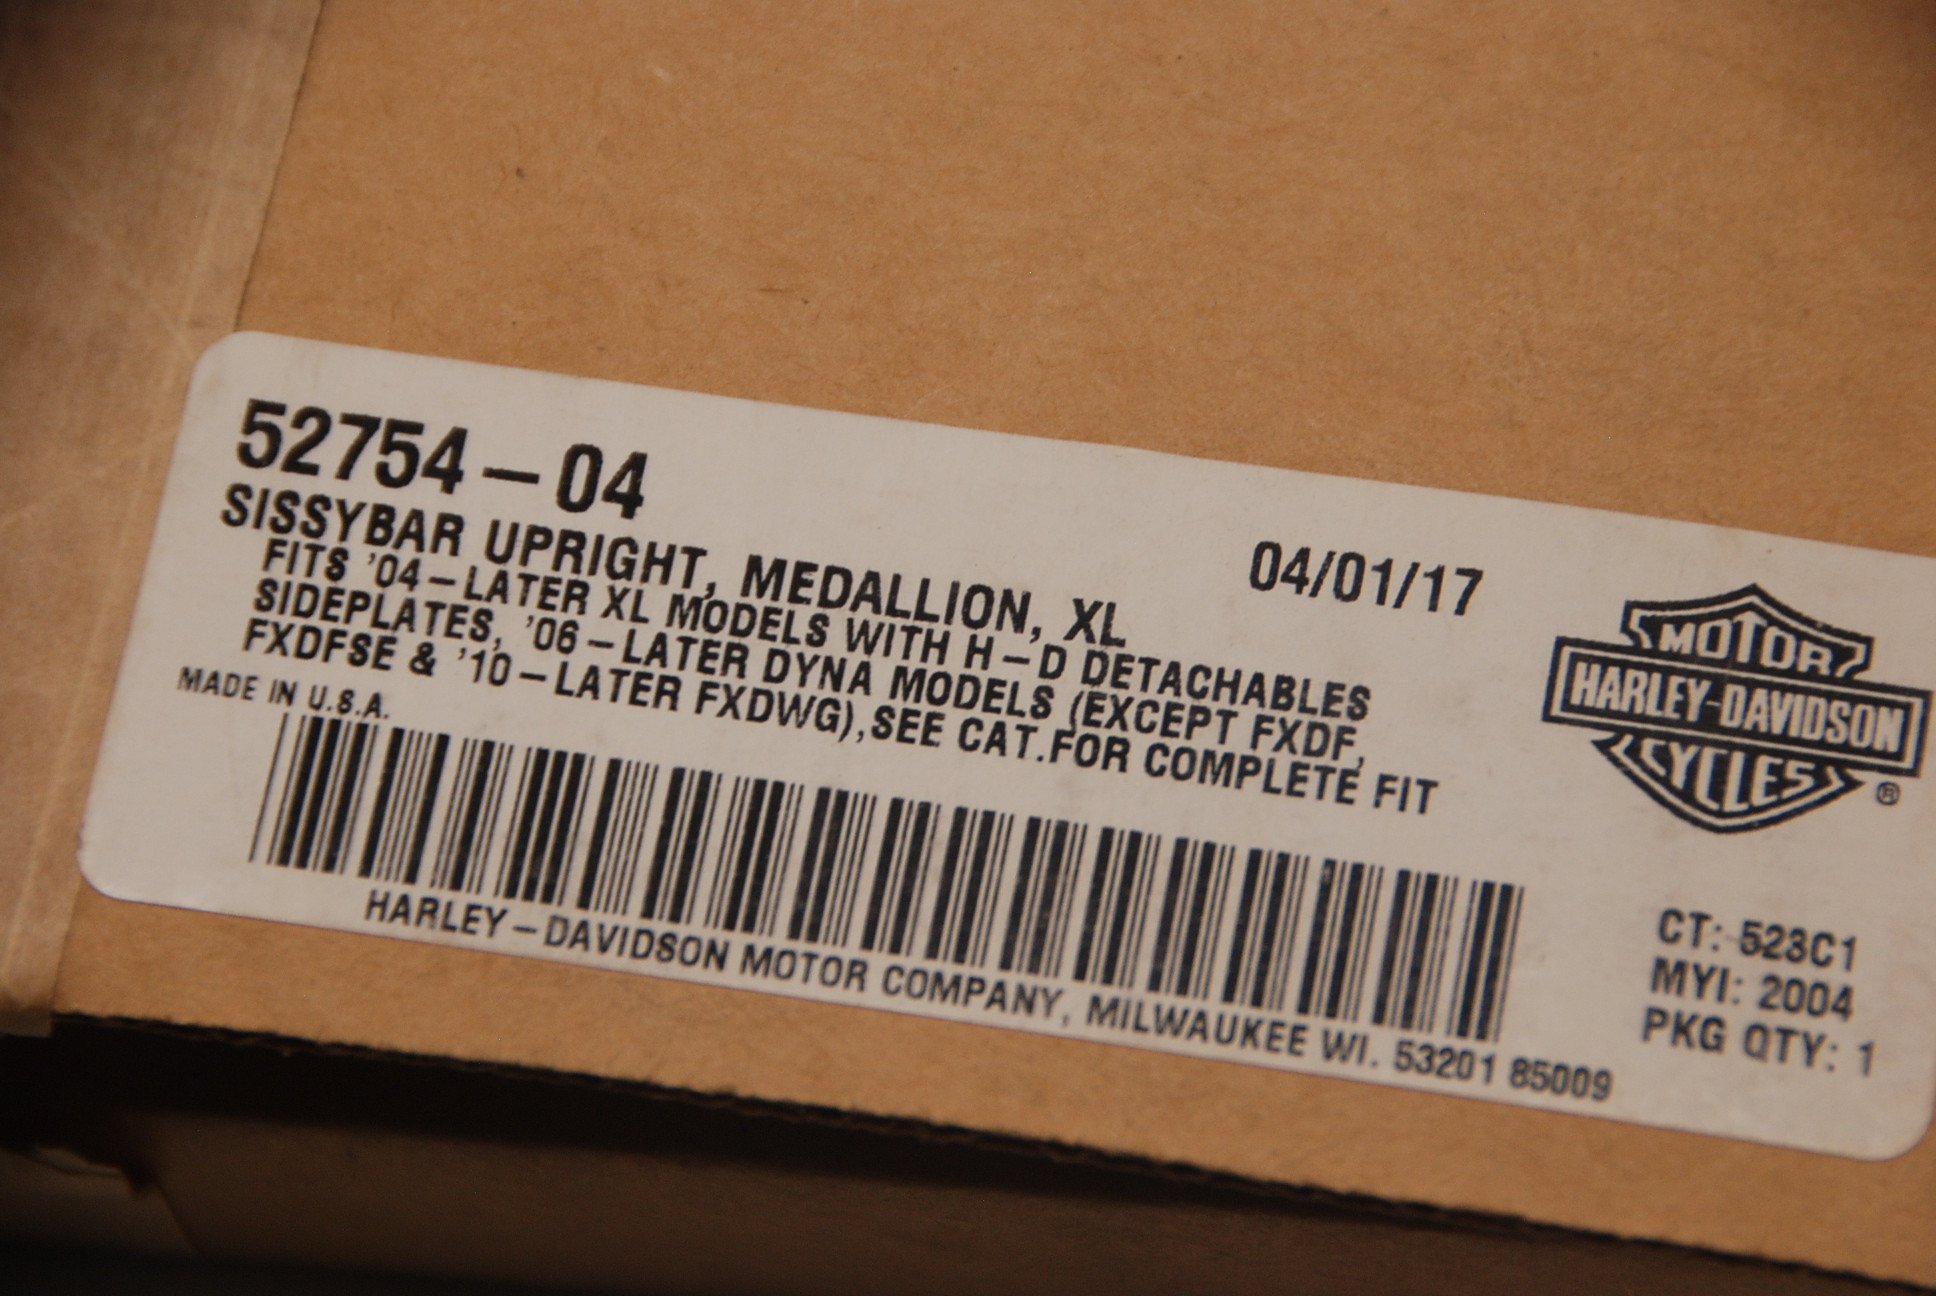 52754-04
SISSYBAR UPRIGHT, MEDALLION, XL
04/01/17
FITS '04-LATER XL MODELS WITH H-D DETACHABLES
SIDEPLATES, '06-LATER DYNA MODELS (EXCEPT FXDF,
FXDFSE & '10-LATER FXDWG),SEE CAT.FOR COMPLETE FIT
MADE IN U.S.A.
MOTOR
HARLEY-DAVIDSON
CYCLES
®
HARLEY-DAVIDSON MOTOR COMPANY, MILWAUKEE WI. 53201 85009
CT: 523C1
MYI: 2004
PKG QTY: 1